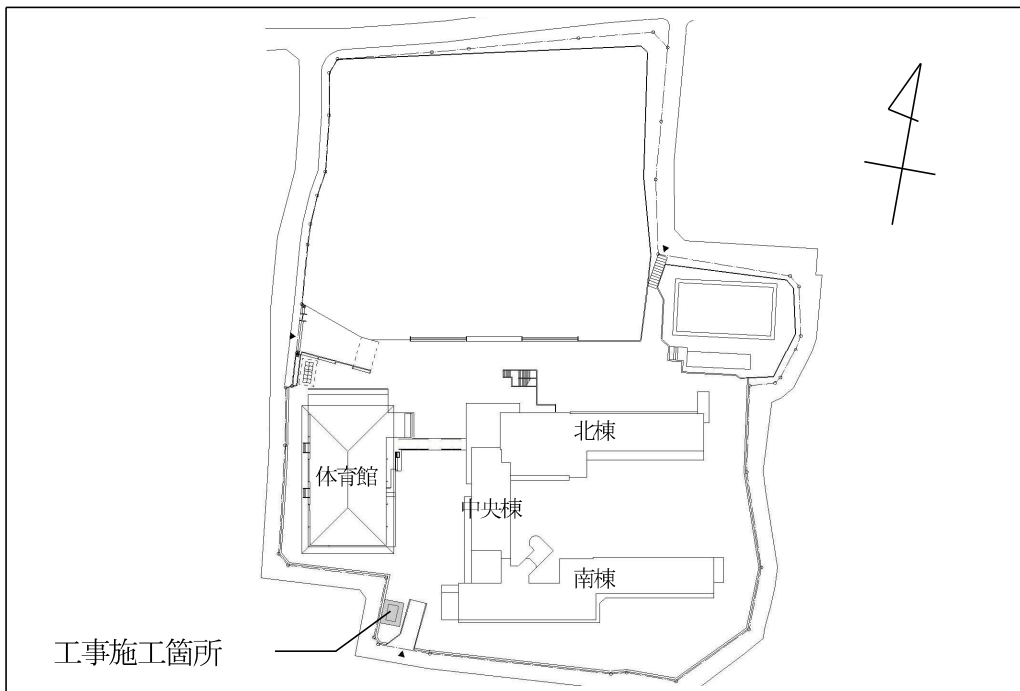 北棟
体育館
中央棟
南棟
工事施工箇所